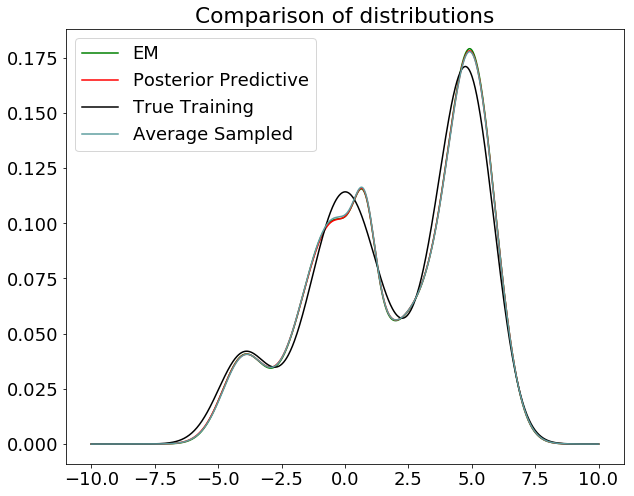 Comparison of distributions
EM
Posterior Predictive
True Training
Average Sampled
0.175
0.150
0.125
0.100
0.075
0.050
0.025
0.000
−10.0 −7.5 −5.0 −2.5 0.0 2.5 5.0 7.5 10.0